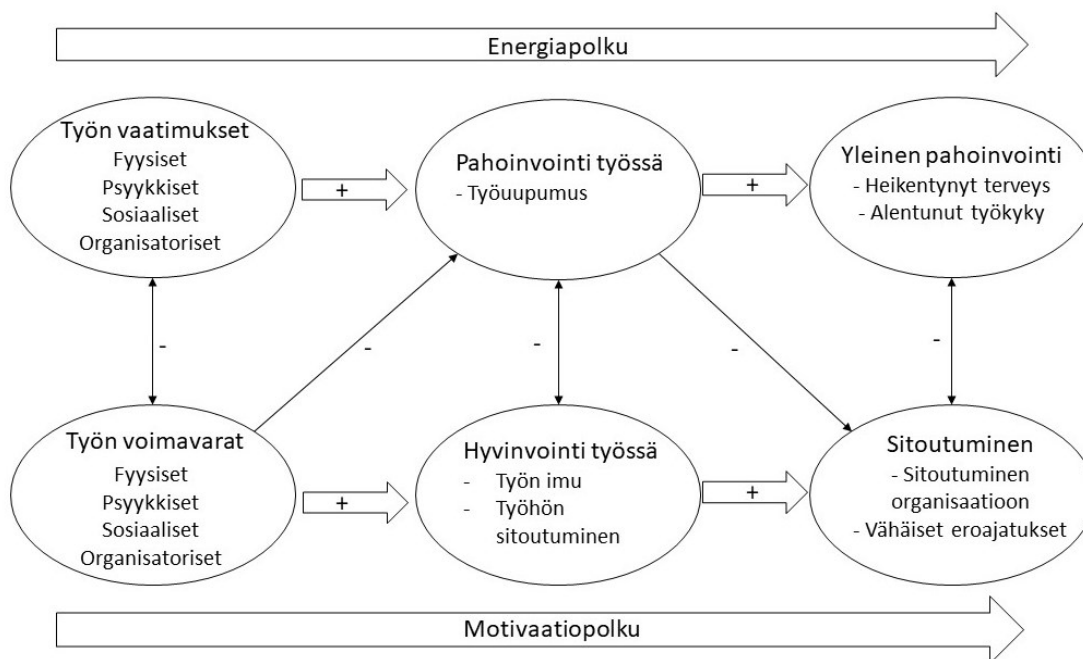 Energiapolku
Työn vaatimukset
Fyysiset
Psyykkiset
Sosiaaliset
Organisatoriset
+
Pahoinvointi työssä
- Työuupumus
+
Yleinen pahoinvointi
- Heikentynyt terveys
- Alentunut työkyky
-
-
-
-
-
Työn voimavarat
Fyysiset
Psyykkiset
Sosiaaliset
Organisatoriset
+
Hyvinvointi työssä
- Työn imu
- Työhön
sitoutuminen
+
Sitoutuminen
- Sitoutuminen
organisaatioon
- Vähäiset eroajatukset
Motivaatiopolku